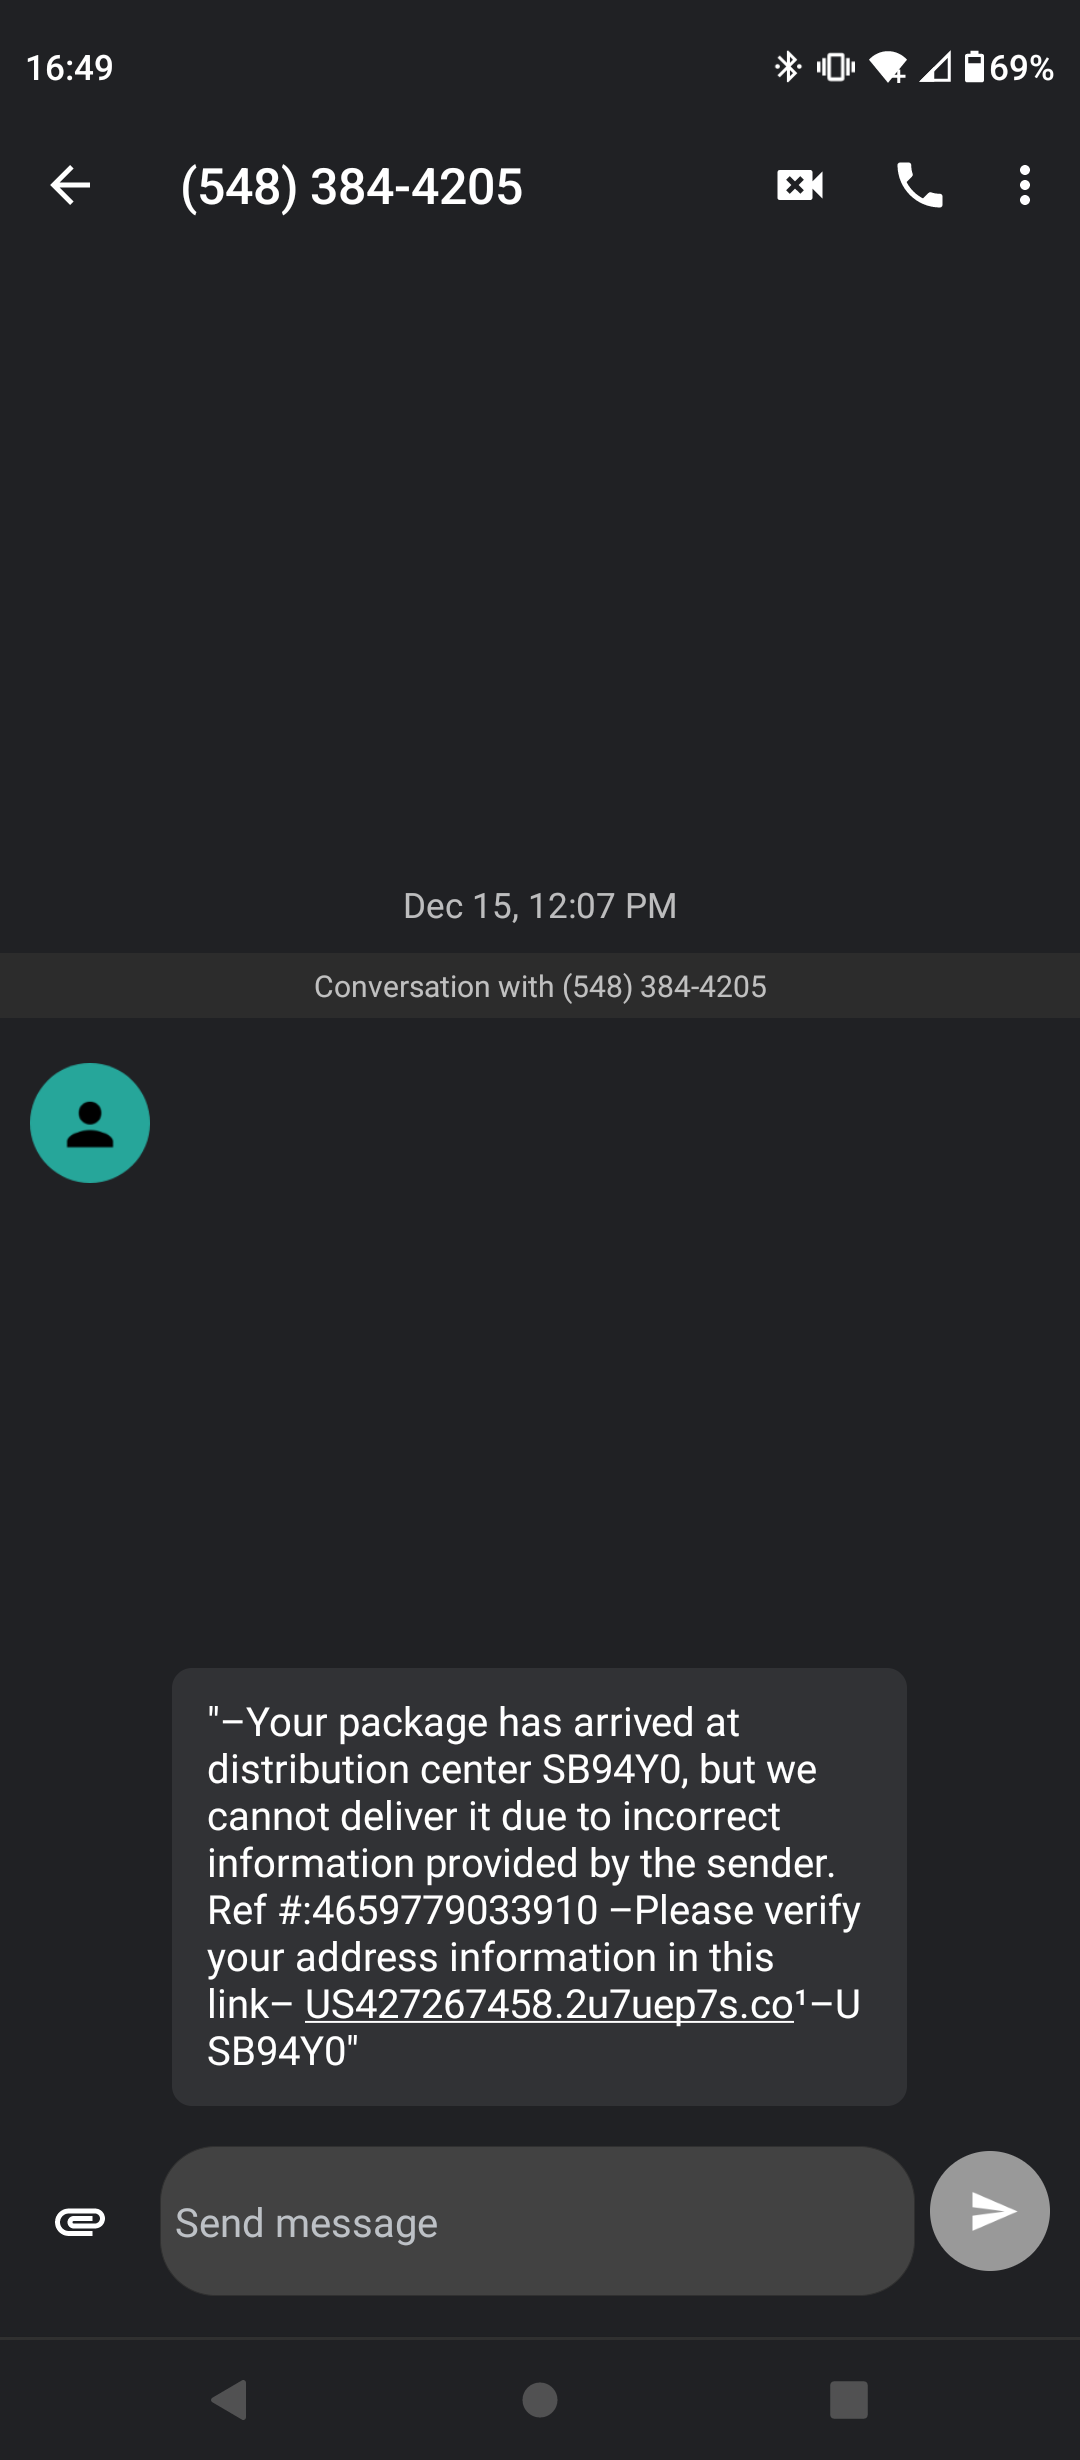 16:49
69%
(548) 384-4205
Dec 15, 12:07 PM
Conversation with (548) 384-4205
"–Your package has arrived at
distribution center SB94Y0, but we
cannot deliver it due to incorrect
information provided by the sender.
Ref #:4659779033910 –Please verify
your address information in this
link– US427267458.2u7uep7s.co¹–U
SB94Y0"
Send message